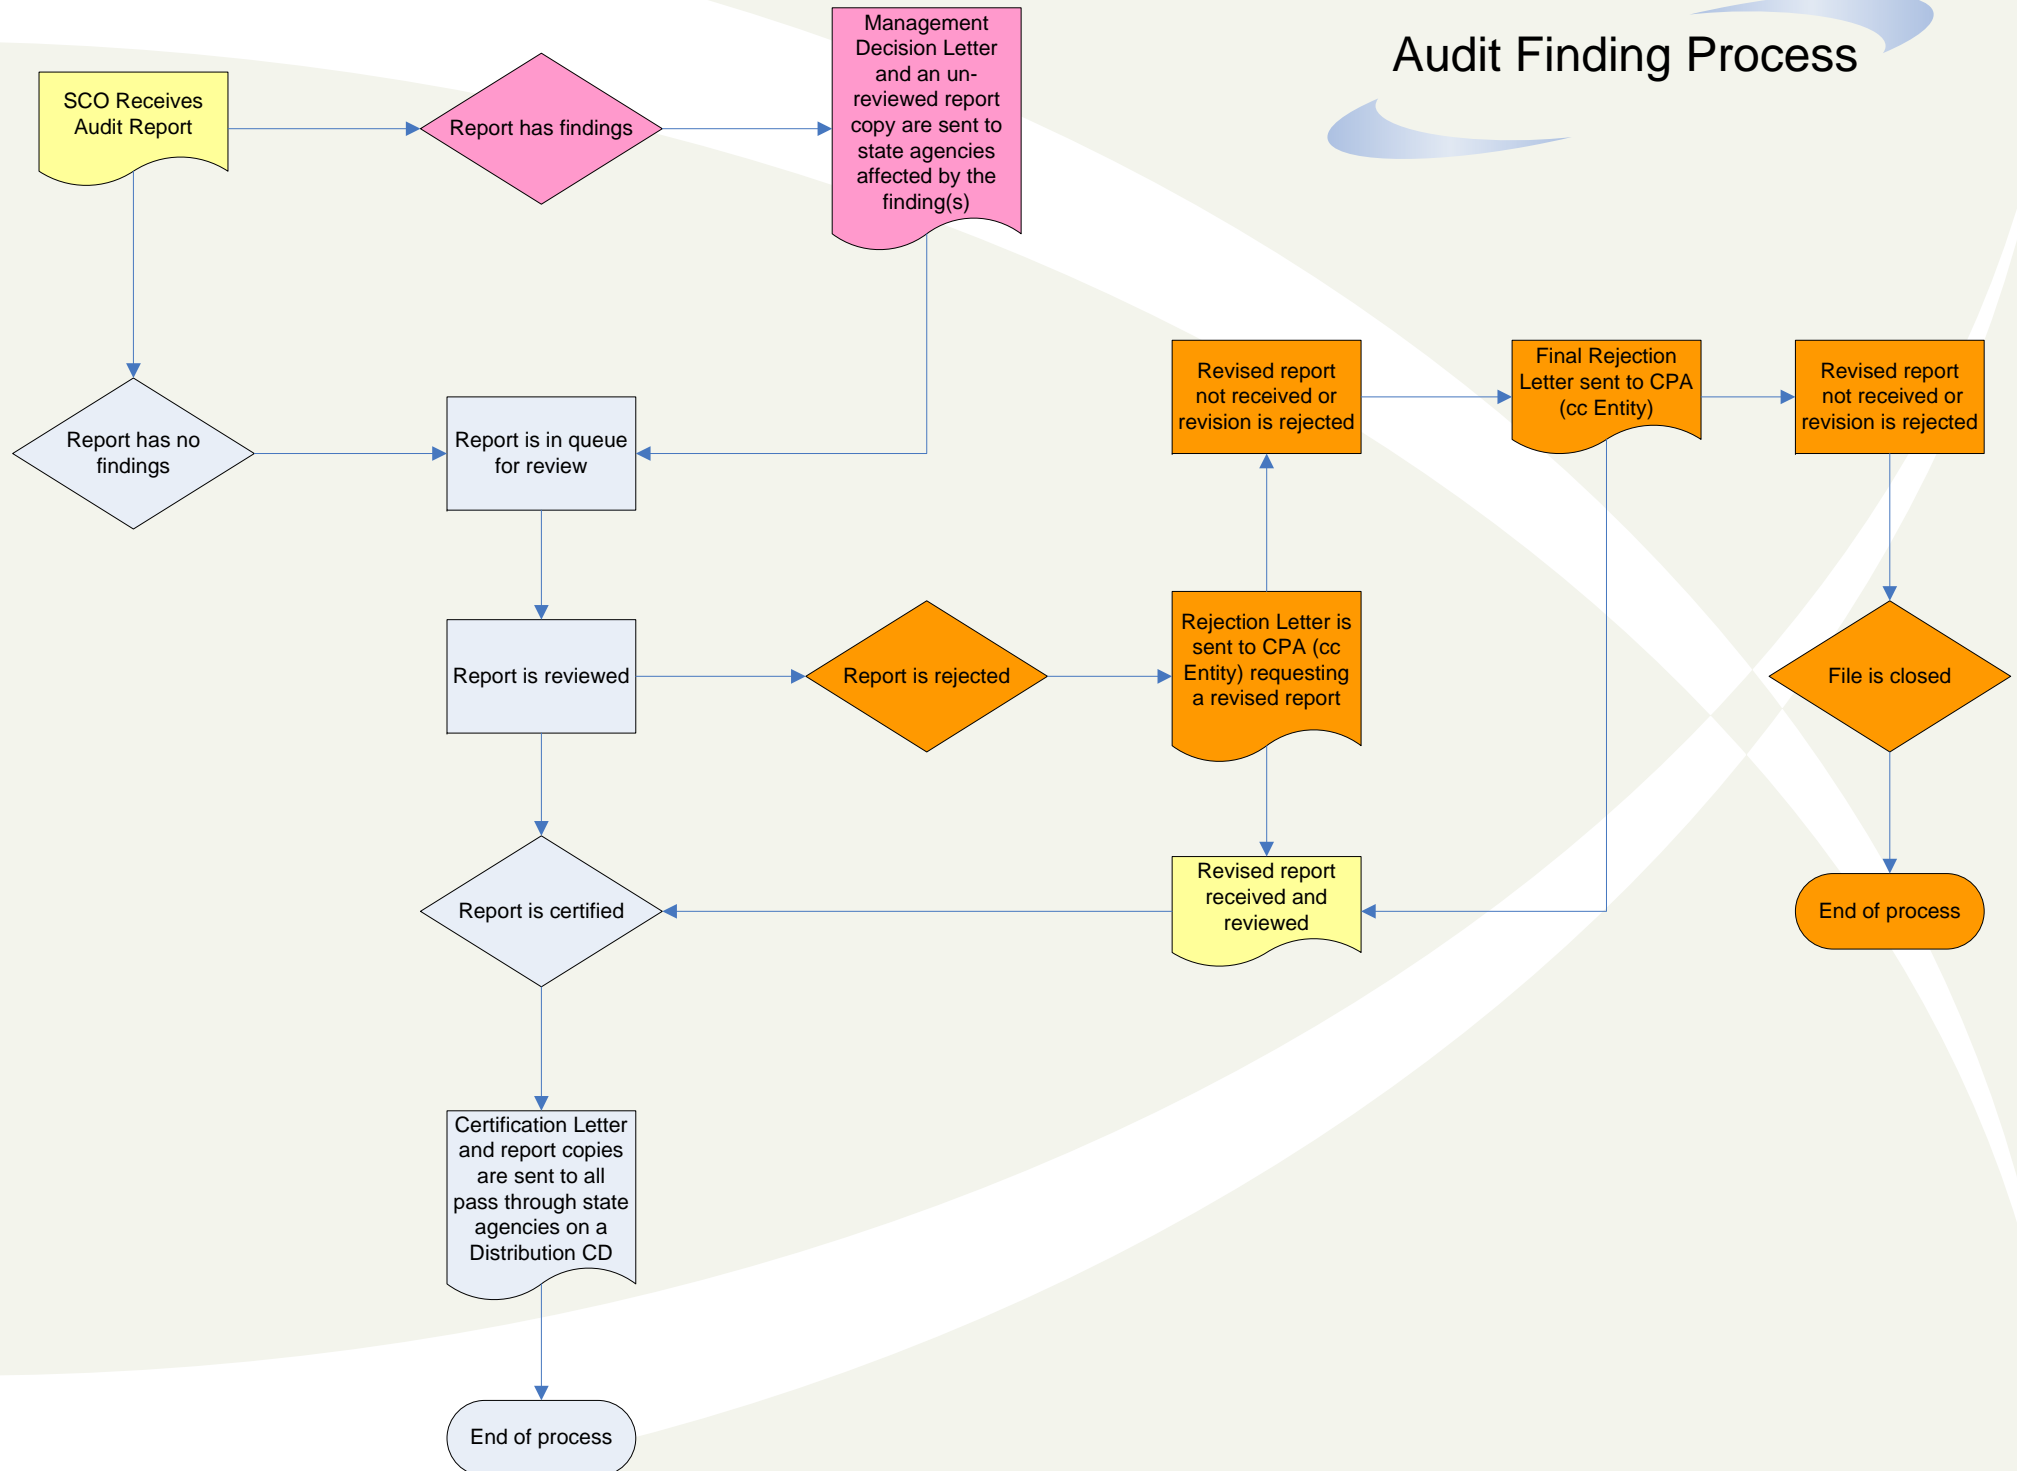 Audit Finding Process
SCO Receives
Audit Report
Report has findings
Management
Decision Letter
and an un-
reviewed report
copy are sent to
state agencies
affected by the
finding(s)
Report has no
findings
Report is in queue
for review
Revised report
not received or
revision is rejected
Final Rejection
Letter sent to CPA
(cc Entity)
Revised report
not received or
revision is rejected
Report is reviewed
Report is rejected
Rejection Letter is
sent to CPA (cc
Entity) requesting
a revised report
File is closed
Report is certified
Revised report
received and
reviewed
End of process
Certification Letter
and report copies
are sent to all
pass through state
agencies on a
Distribution CD
End of process